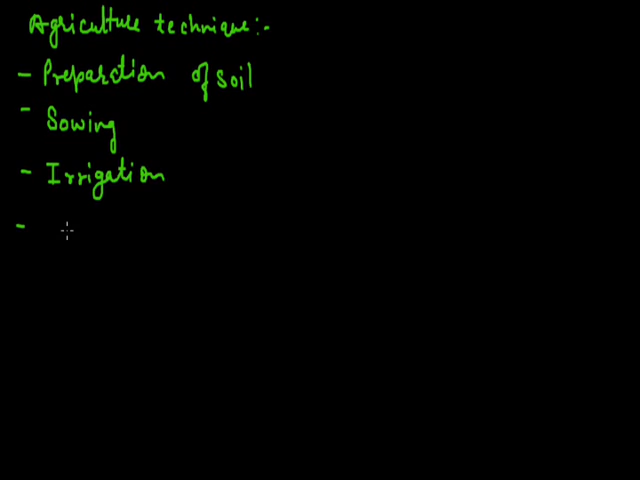 Agriculture technique:-
- Preparation of soil
- Sowing
- Irrigation
-